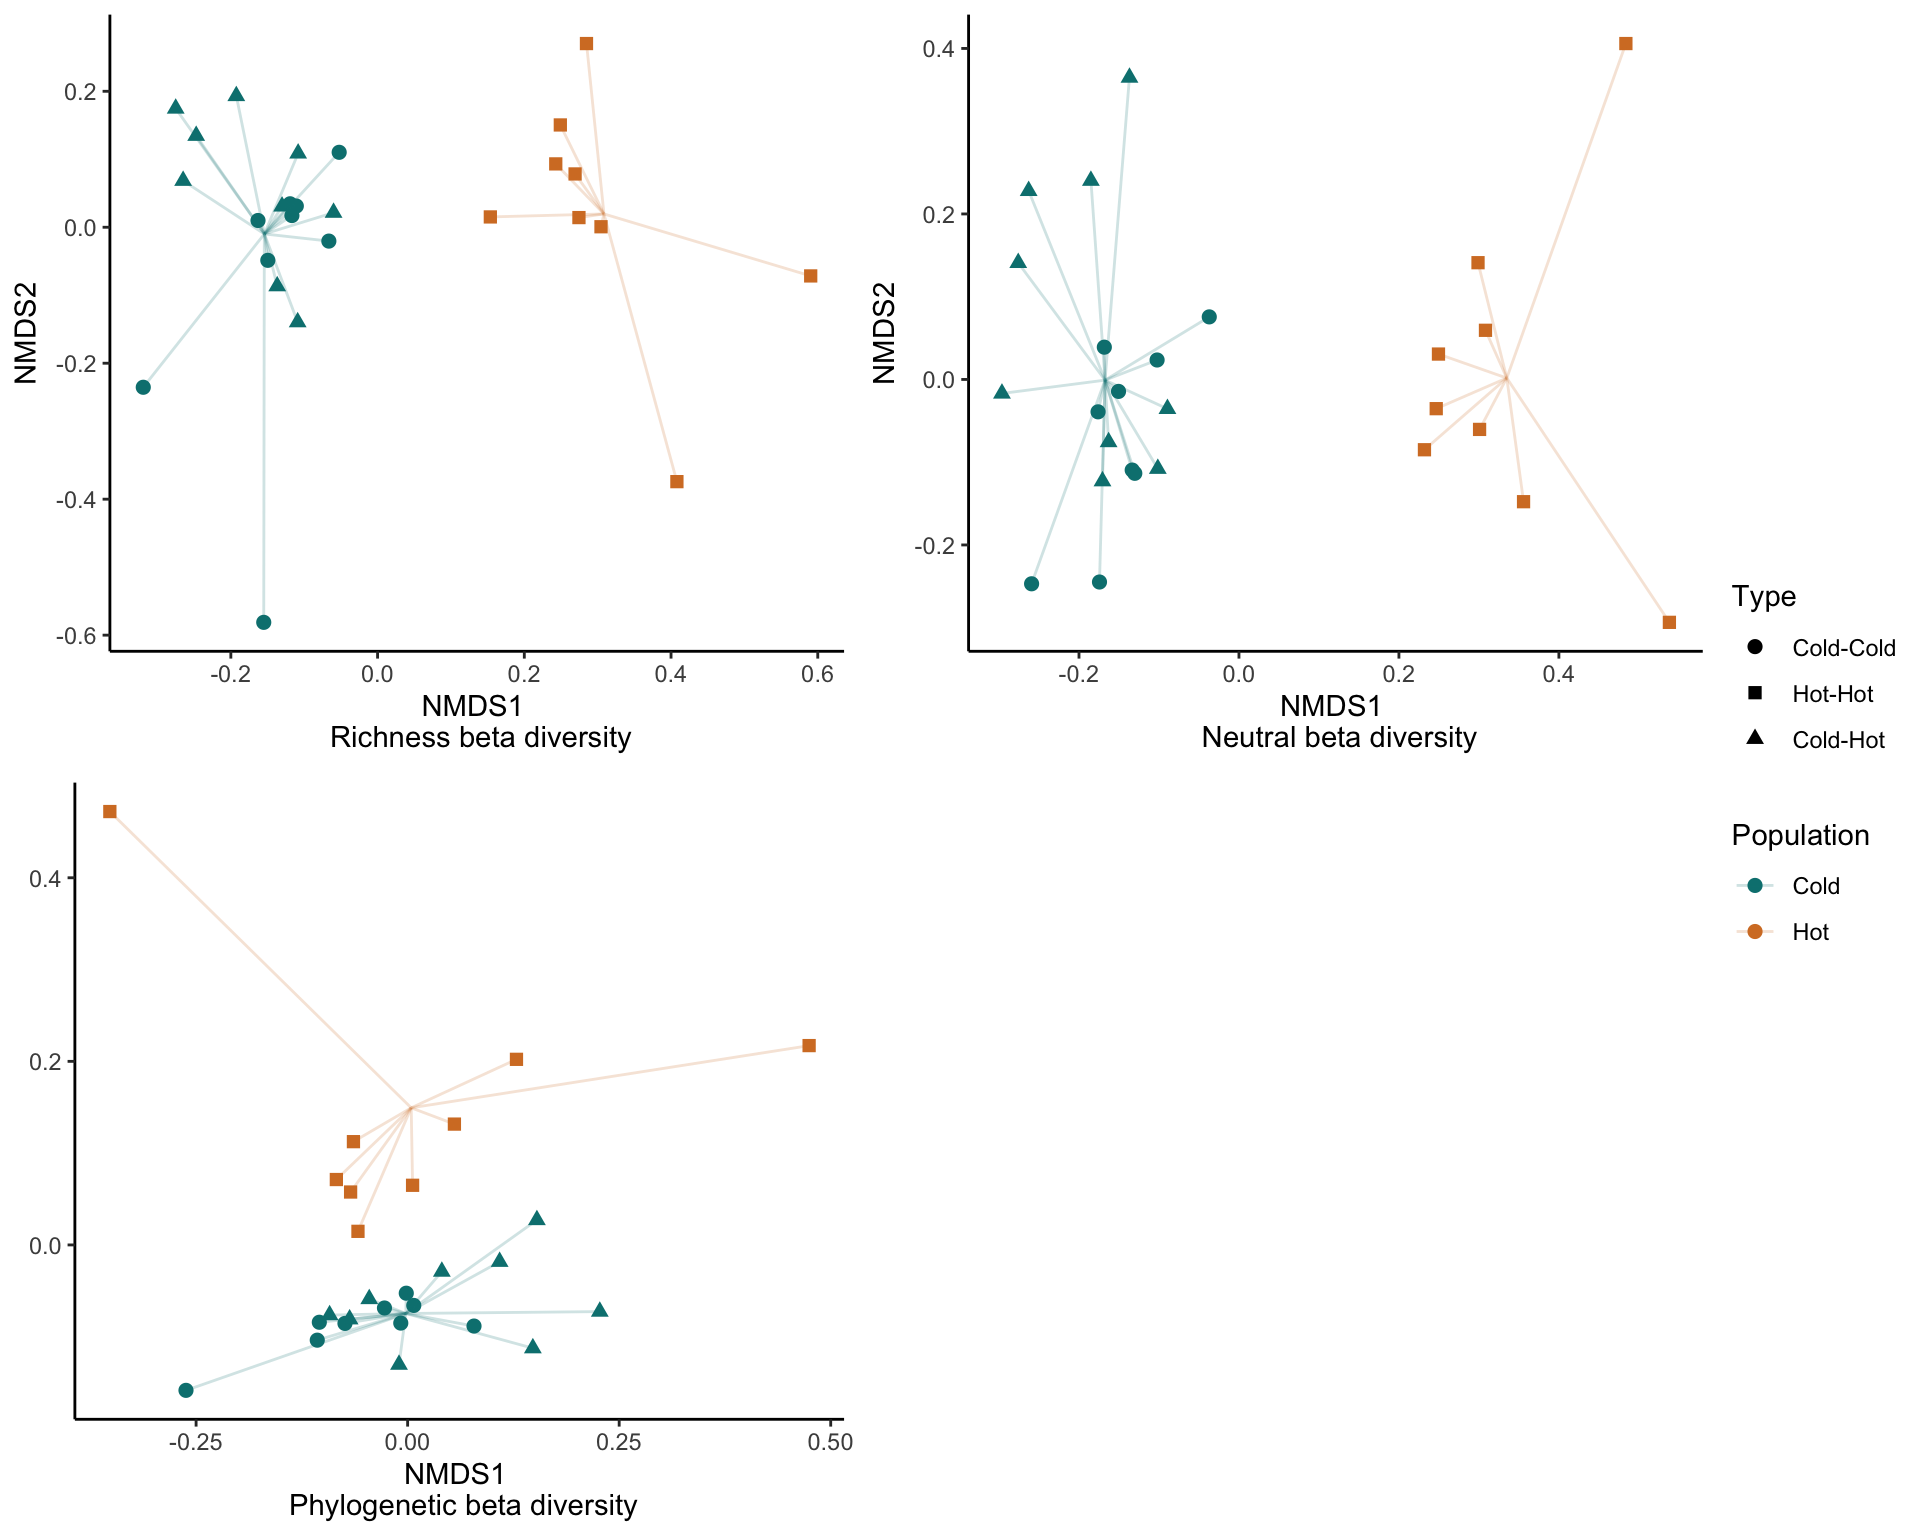 0.2
0.0
-0.2
-0.4
-0.6
NMDS2
-0.2 0.0 0.2 0.4 0.6
NMDS1
Richness beta diversity
0.4
0.2
0.0
-0.2
NMDS2
-0.2 0.0 0.2 0.4
NMDS1
Neutral beta diversity
Type
Cold-Cold
Hot-Hot
Cold-Hot
Population
Cold
Hot
0.4
0.2
0.0
-0.25 0.00 0.25 0.50
NMDS1
Phylogenetic beta diversity